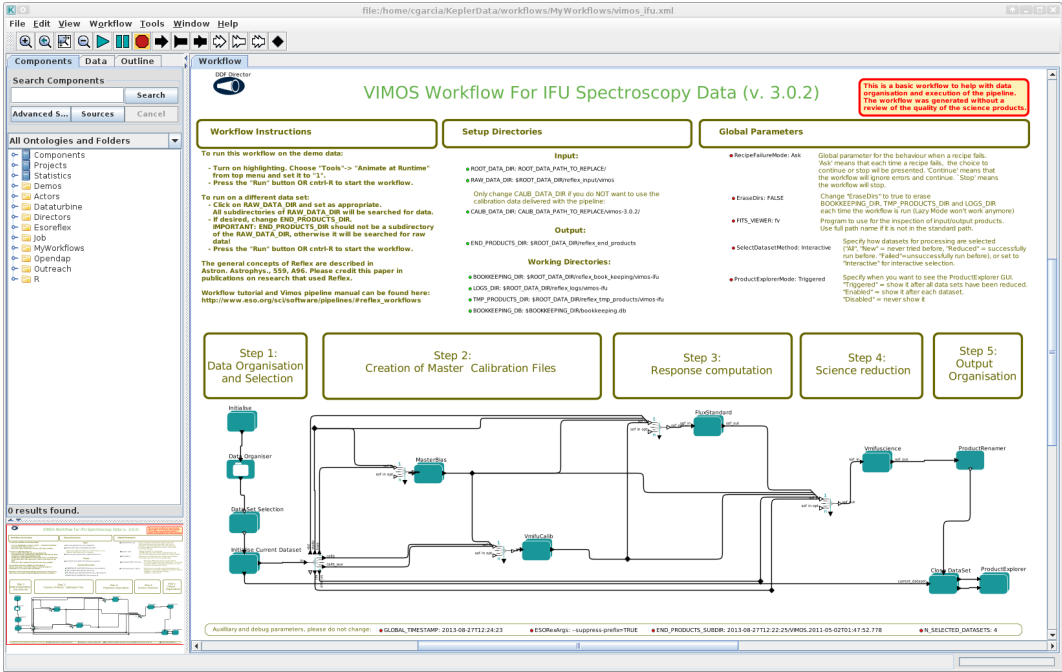 file:/home/cgarcia/KeplerData/workflows/MyWorkflows/vimos_ifu.xml
File Edit View Workflow Tools Window Help
Components Data Outline
Search Components
Search
Advanced S... Sources Cancel
All Ontologies and Folders
Components
Projects
Statistics
Demos
Actors
Dataturbine
Directors
Esoreflex
Job
MyWorkflows
Opendap
Outreach
R
0 results found.
Workflow
DDF Director
VIMOS Workflow For IFU Spectroscopy Data (v. 3.0.2)
This is a basic workflow to help with data
organisation and execution of the pipeline.
The workflow was generated without a
review of the quality of the science products.
Workflow Instructions
To run this workflow on the demo data:
- Turn on highlighting. Choose "Tools"-> "Animate at Runtime"
from top menu and set it to "1".
- Press the "Run" button OR cntrl-R to start the workflow.
To run on a different data set:
- Click on RAW_DATA_DIR and set as appropriate.
All subdirectories of RAW_DATA_DIR will be searched for data.
- If desired, change END_PRODUCTS_DIR.
IMPORTANT: END_PRODUCTS_DIR should not be a subdirectory
of the RAW_DATA_DIR, otherwise it will be searched for raw
data!
- Press the "Run" button OR cntrl-R to start the workflow.
The general concepts of Reflex are described in
Astron. Astrophys., 559, A96. Please credit this paper in
publications on research that used Reflex.
Workflow tutorial and Vimos pipeline manual can be found here:
http://www.eso.org/sci/software/pipelines/#reflex_workflows
Setup Directories
Input:
ROOT_DATA_DIR: ROOT_DATA_PATH_TO_REPLACE/
RAW_DATA_DIR: $ROOT_DATA_DIR/reflex_input/vimos
Only change CALIB_DATA_DIR if you do NOT want to use the
calibration data delivered with the pipeline:
CALIB_DATA_DIR: CALIB_DATA_PATH_TO_REPLACE/vimos-3.0.2/
Output:
END_PRODUCTS_DIR: $ROOT_DATA_DIR/reflex_end_products
Working Directories:
BOOKKEEPING_DIR: $ROOT_DATA_DIR/reflex_book_keeping/vimos-ifu
LOGS_DIR: $ROOT_DATA_DIR/reflex_logs/vimos-ifu
TMP_PRODUCTS_DIR: $ROOT_DATA_DIR/reflex_tmp_products/vimos-ifu
BOOKKEEPING_DB: $BOOKKEEPING_DIR/bookkeeping.db
Global Parameters
RecipeFailureMode: Ask
Global parameter for the behaviour when a recipe fails.
'Ask' means that each time a recipe fails, the choice to
continue or stop wil be presented. 'Continue' means that
the workflow will ignore errors and continue. 'Stop' means
the workflow will stop.
EraseDirs: FALSE
Change "EraseDirs" to true to erase
BOOKKEEPING_DIR, TMP_PRODUCTS_DIR and LOGS_DIR
each time the workflow is run (Lazy Mode won't work anymore)
FITS_VIEWER: fv
Program to use for the inspection of input/output products.
Use full path name if it is not in the standard path.
SelectDatasetMethod: Interactive
Specify how datasets for processing are selected
("All", "New" = never tried before, "Reduced" = successfully
run before. "Failed"=unsuccessfully run before), or set to
"Interactive" for interactive selection.
ProductExplorerMode: Triggered
Specify when you want to see the ProductExplorer GUI.
"Triggered" = show it after all data sets have been reduced.
"Enabled" = show it after each dataset.
"Disabled" = never show it
Step 1:
Data Organisation
and Selection
Step 2:
Creation of Master Calibration Files
Step 3:
Response computation
Step 4:
Science reduction
Step 5:
Output
Organisation
Initialise
Data Organiser
DataSet Selection
Initialise Current Dataset
MasterBias
VmifuCalib
FluxStandard
Vmifuscience
ProductRenamer
Close DataSet
ProductExplorer
Auxilliary and debug parameters, please do not change:
GLOBAL_TIMESTAMP: 2013-08-27T12:24:23
ESORexArgs: --suppress-prefix=TRUE
END_PRODUCTS_SUBDIR: 2013-08-27T12:22:25/VIMOS.2011-05-02T01:47:52.778
N_SELECTED_DATASETS: 4